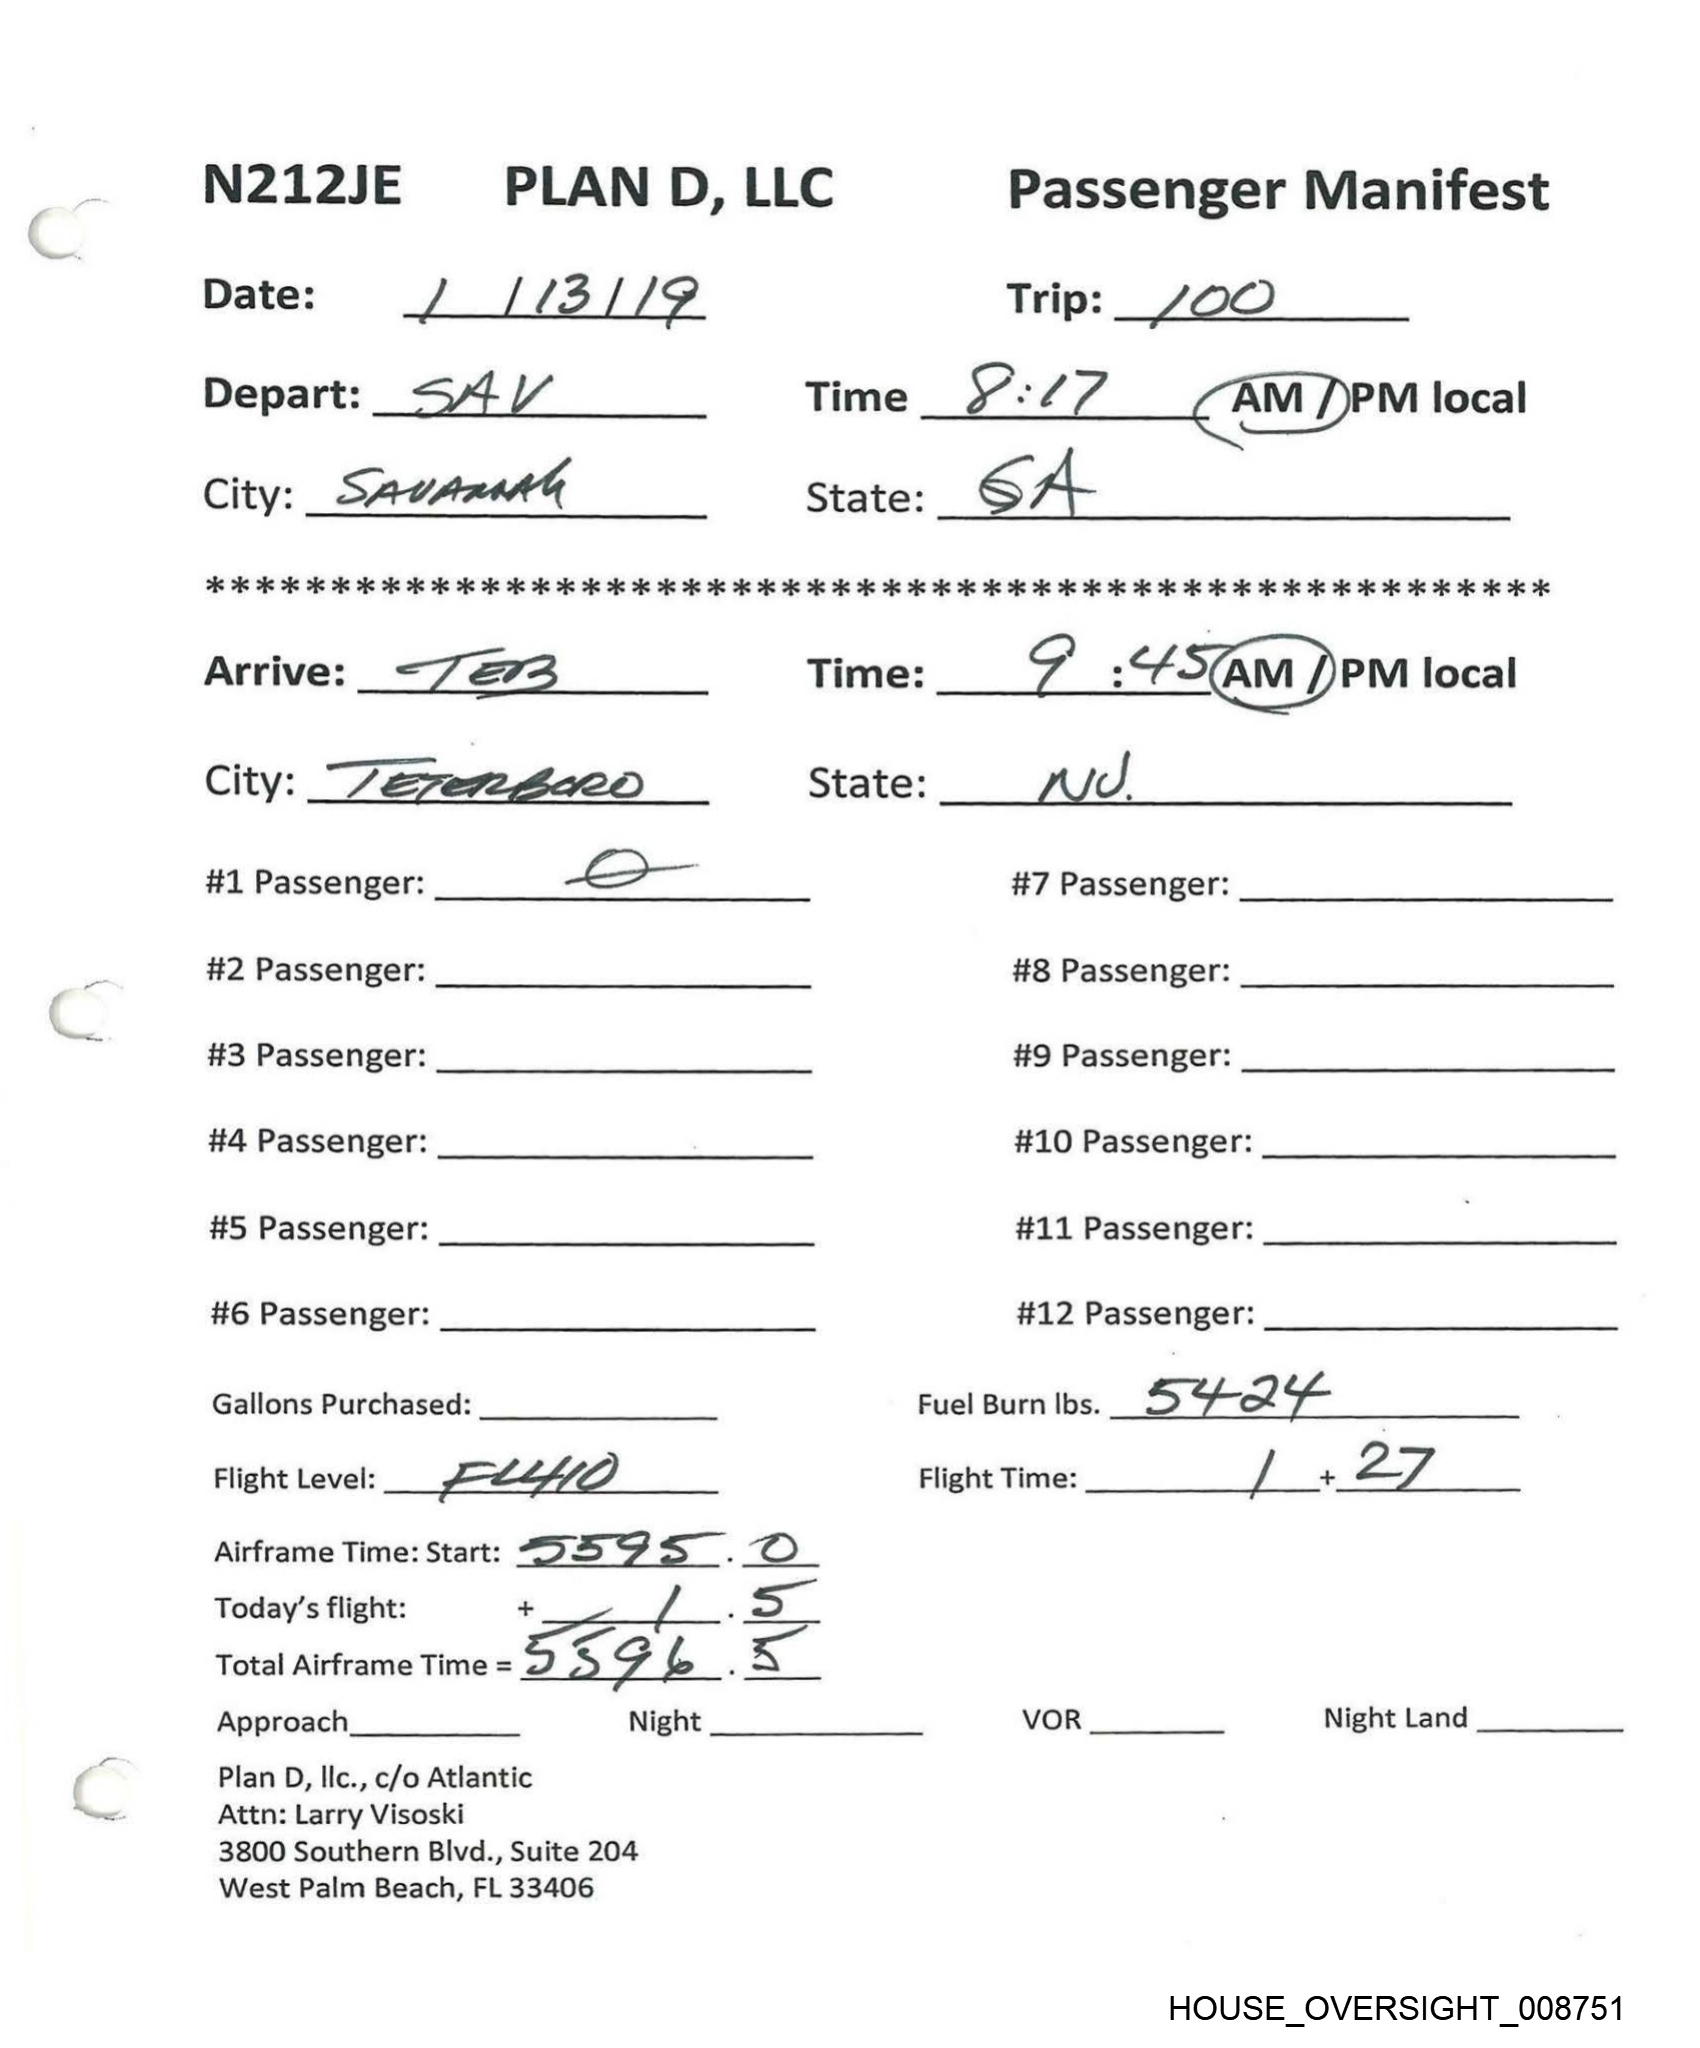 N212JE PLAN D, LLC Passenger Manifest
Date: 1 / 13 / 19 Trip: 100
Depart: SAV Time 8:17 AM / PM local
City: SAVANNAH State: GA
******************************************************
Arrive: TEB Time: 9 :45 AM / PM local
City: TETERBORO State: NJ.
#1 Passenger: 0 #7 Passenger:
#2 Passenger: #8 Passenger:
#3 Passenger: #9 Passenger:
#4 Passenger: #10 Passenger:
#5 Passenger: #11 Passenger:
#6 Passenger: #12 Passenger:
Gallons Purchased: Fuel Burn lbs. 5424
Flight Level: FL410 Flight Time: 1 + 27
Airframe Time: Start: 5595 . 0
Today's flight: + 1 . 5
Total Airframe Time = 5596 . 5
Approach Night VOR Night Land
Plan D, llc., c/o Atlantic
Attn: Larry Visoski
3800 Southern Blvd., Suite 204
West Palm Beach, FL 33406
HOUSE_OVERSIGHT_008751